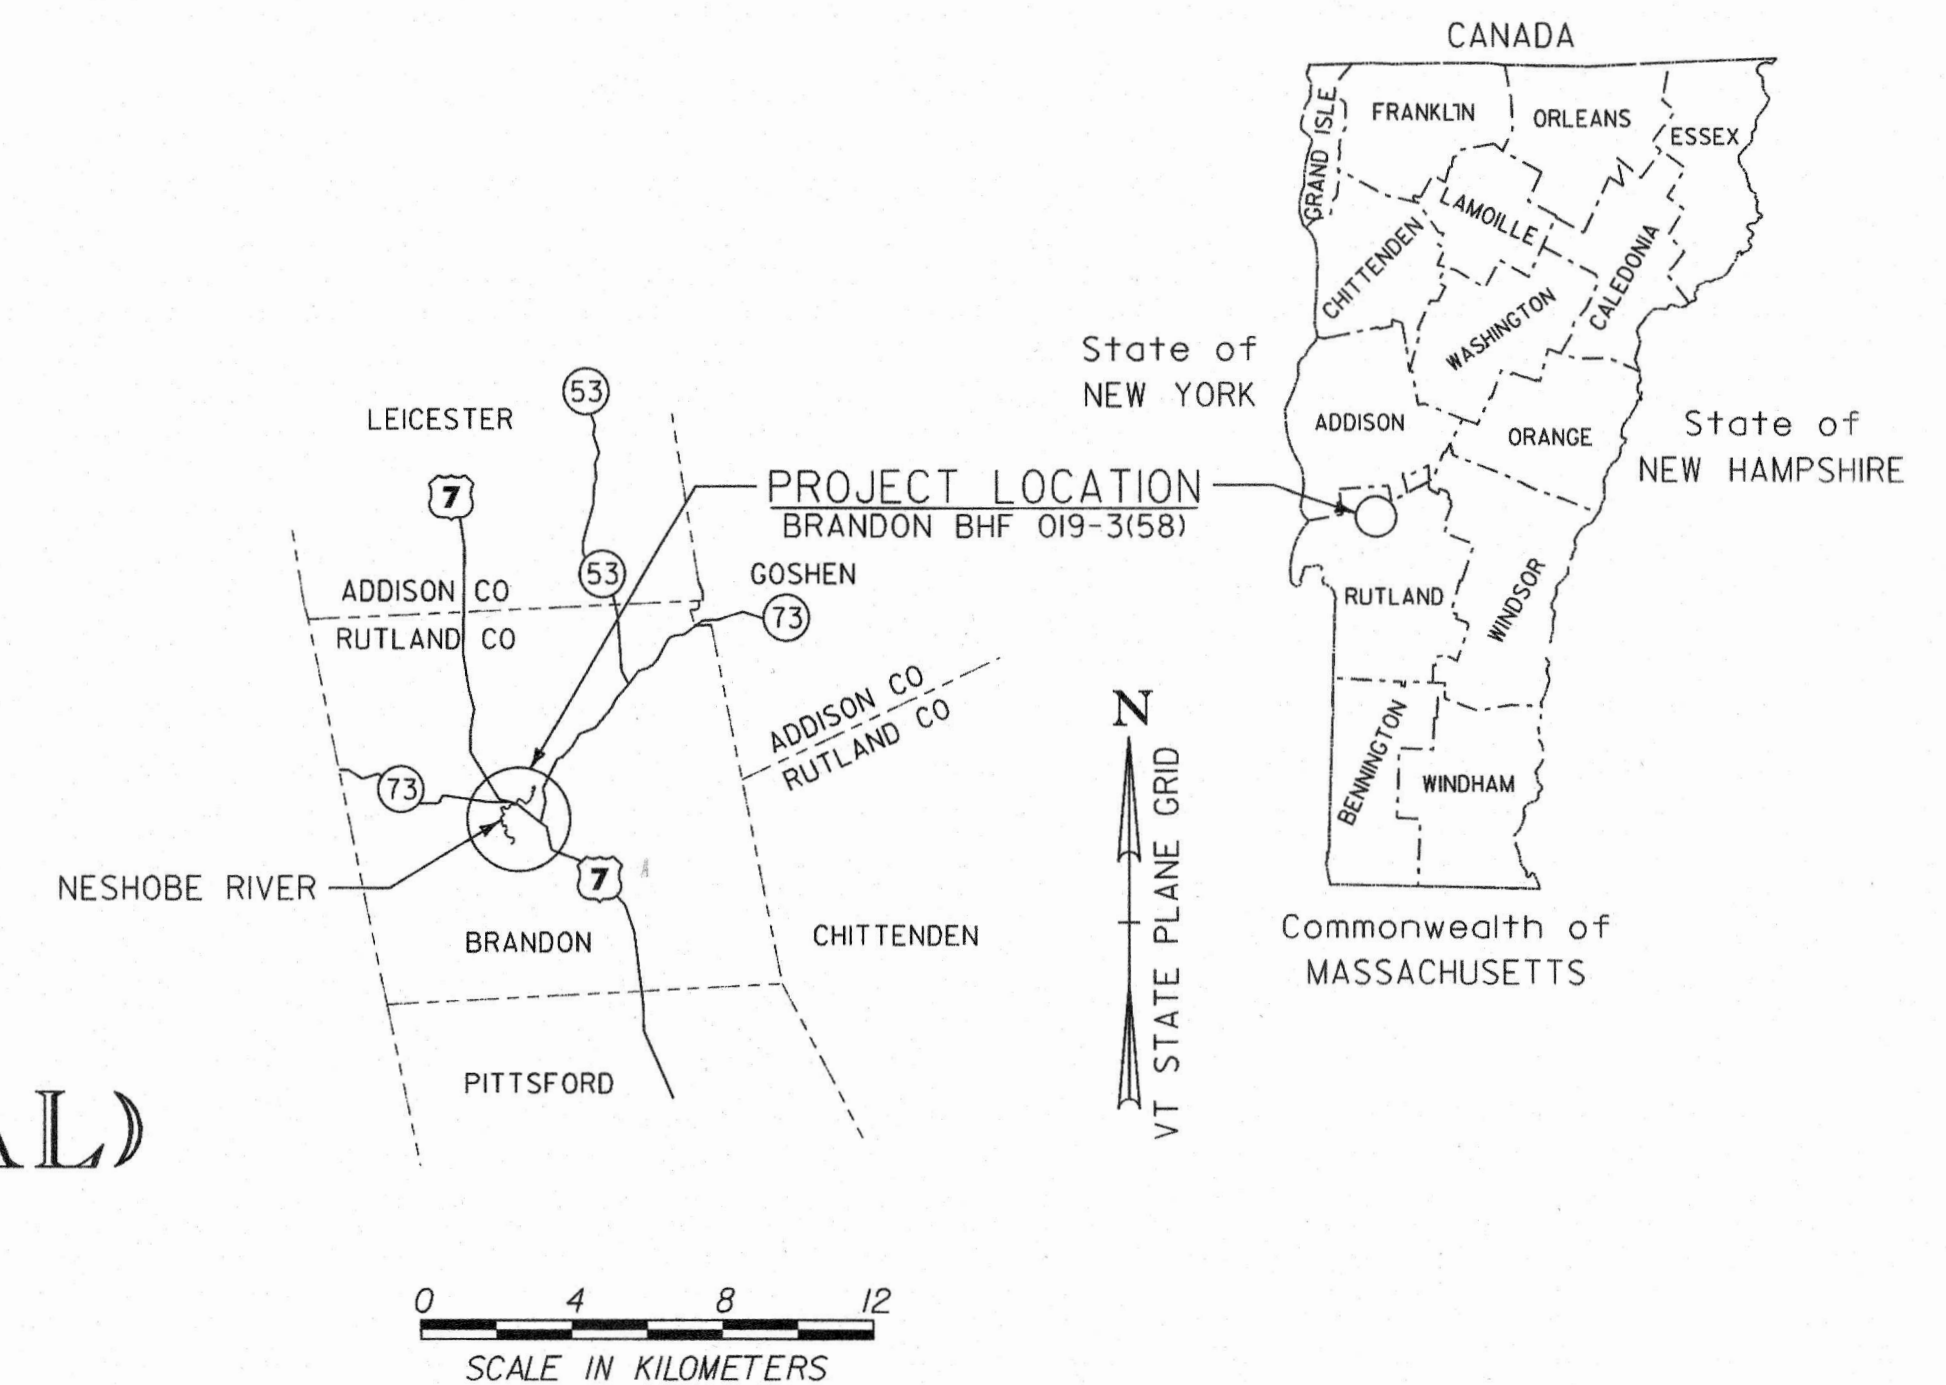 CANADA
GRAND ISLE
FRANKLIN
ORLEANS
ESSEX
LAMOILLE
CHITTENDEN
CALEDONIA
WASHINGTON
State of
NEW YORK
ADDISON
ORANGE
State of
NEW HAMPSHIRE
RUTLAND
WINDSOR
BENNINGTON
WINDHAM
Commonwealth of
MASSACHUSETTS
PROJECT LOCATION
BRANDON BHF 019-3(58)
53
LEICESTER
7
53
GOSHEN
ADDISON CO
RUTLAND CO
73
ADDISON CO
RUTLAND CO
73
NESHOBE RIVER
7
BRANDON
CHITTENDEN
PITTSFORD
N
VT STATE PLANE GRID
AL)
0 4 8 12
SCALE IN KILOMETERS